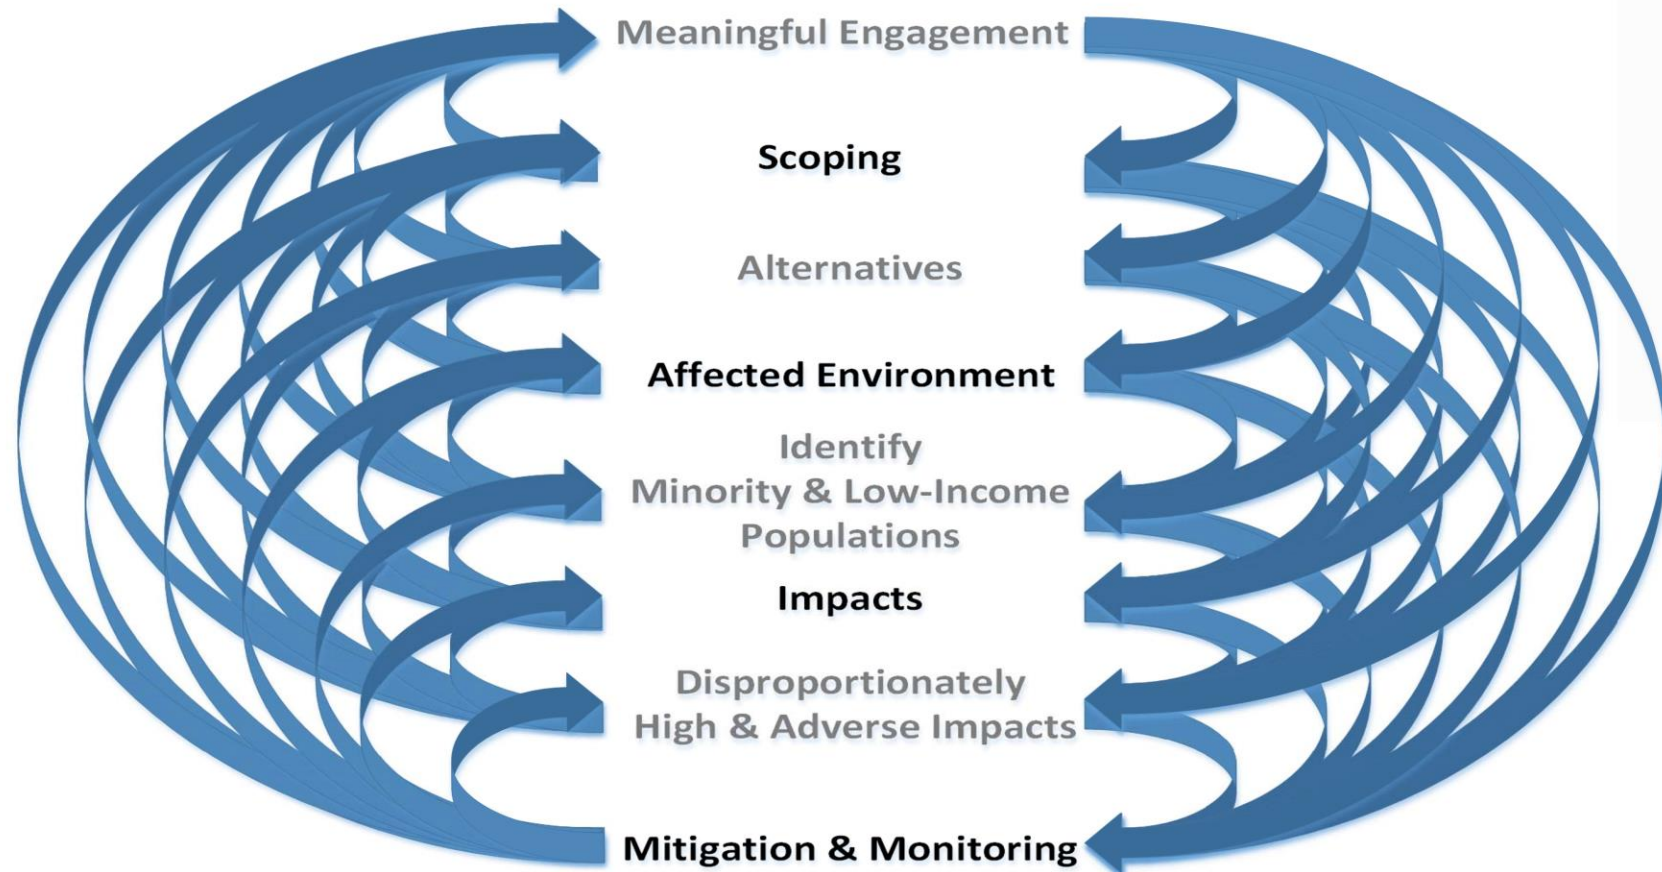 Meaningful Engagement
Scoping
Alternatives
Affected Environment
Identify
Minority & Low-Income
Populations
Impacts
Disproportionately
High & Adverse Impacts
Mitigation & Monitoring